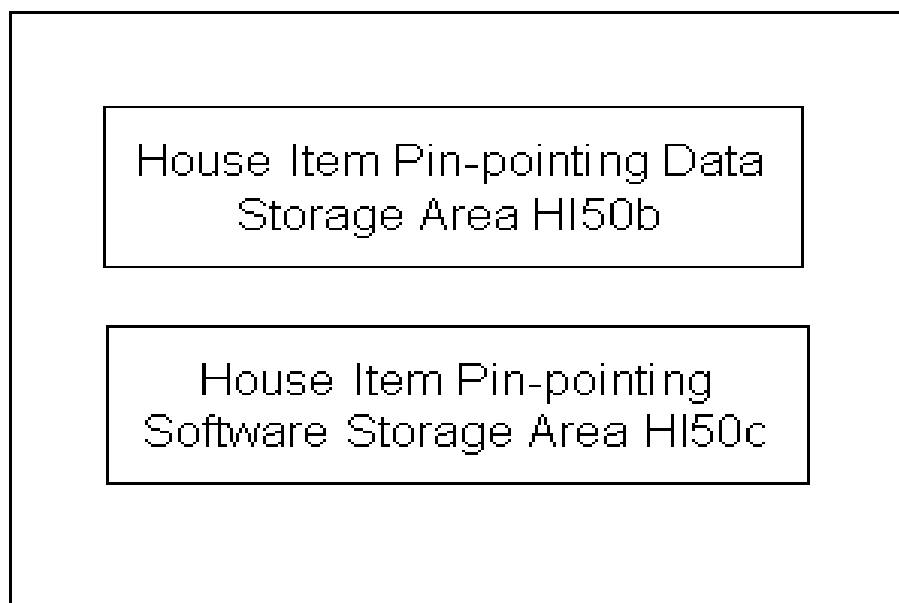 House Item Pin-pointing Data
Storage Area HI50b
House Item Pin-pointing
Software Storage Area HI50c